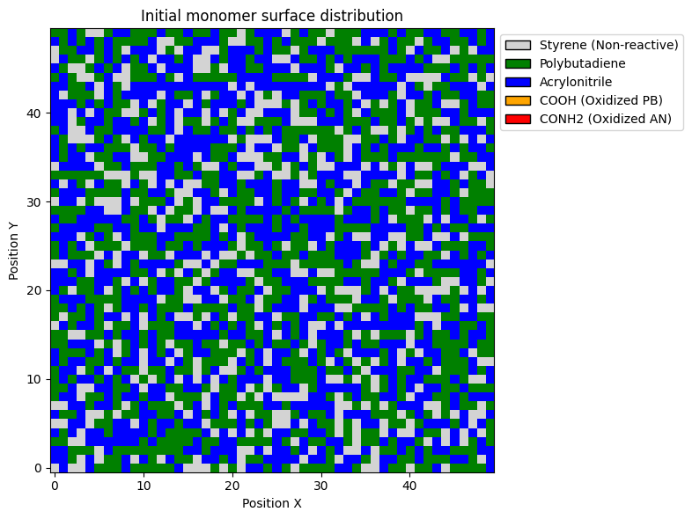 Initial monomer surface distribution
Styrene (Non-reactive)
Polybutadiene
Acrylonitrile
COOH (Oxidized PB)
CONH2 (Oxidized AN)
Position Y
40
30
20
10
0
0 10 20 30 40
Position X